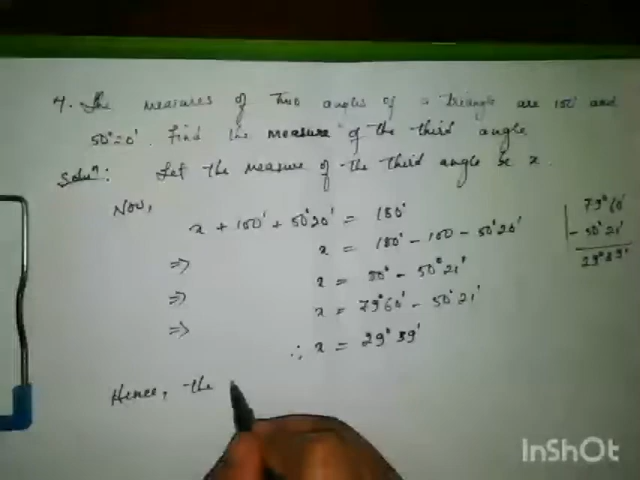 7. The measures of two angles of a triangle are 100° and
50°20'. Find the measure of the third angle
Soluⁿ: Let the measure of the third angle be x.
Now,
x + 100° + 50°20' = 180°
⇒ x = 180° - 100 - 50°20'
⇒ x = 80° - 50°21'
⇒ x = 79°60' - 50°21'
∴ x = 29°39'
79°60'
- 50°21'
29°39'
Hence, the
InShOt